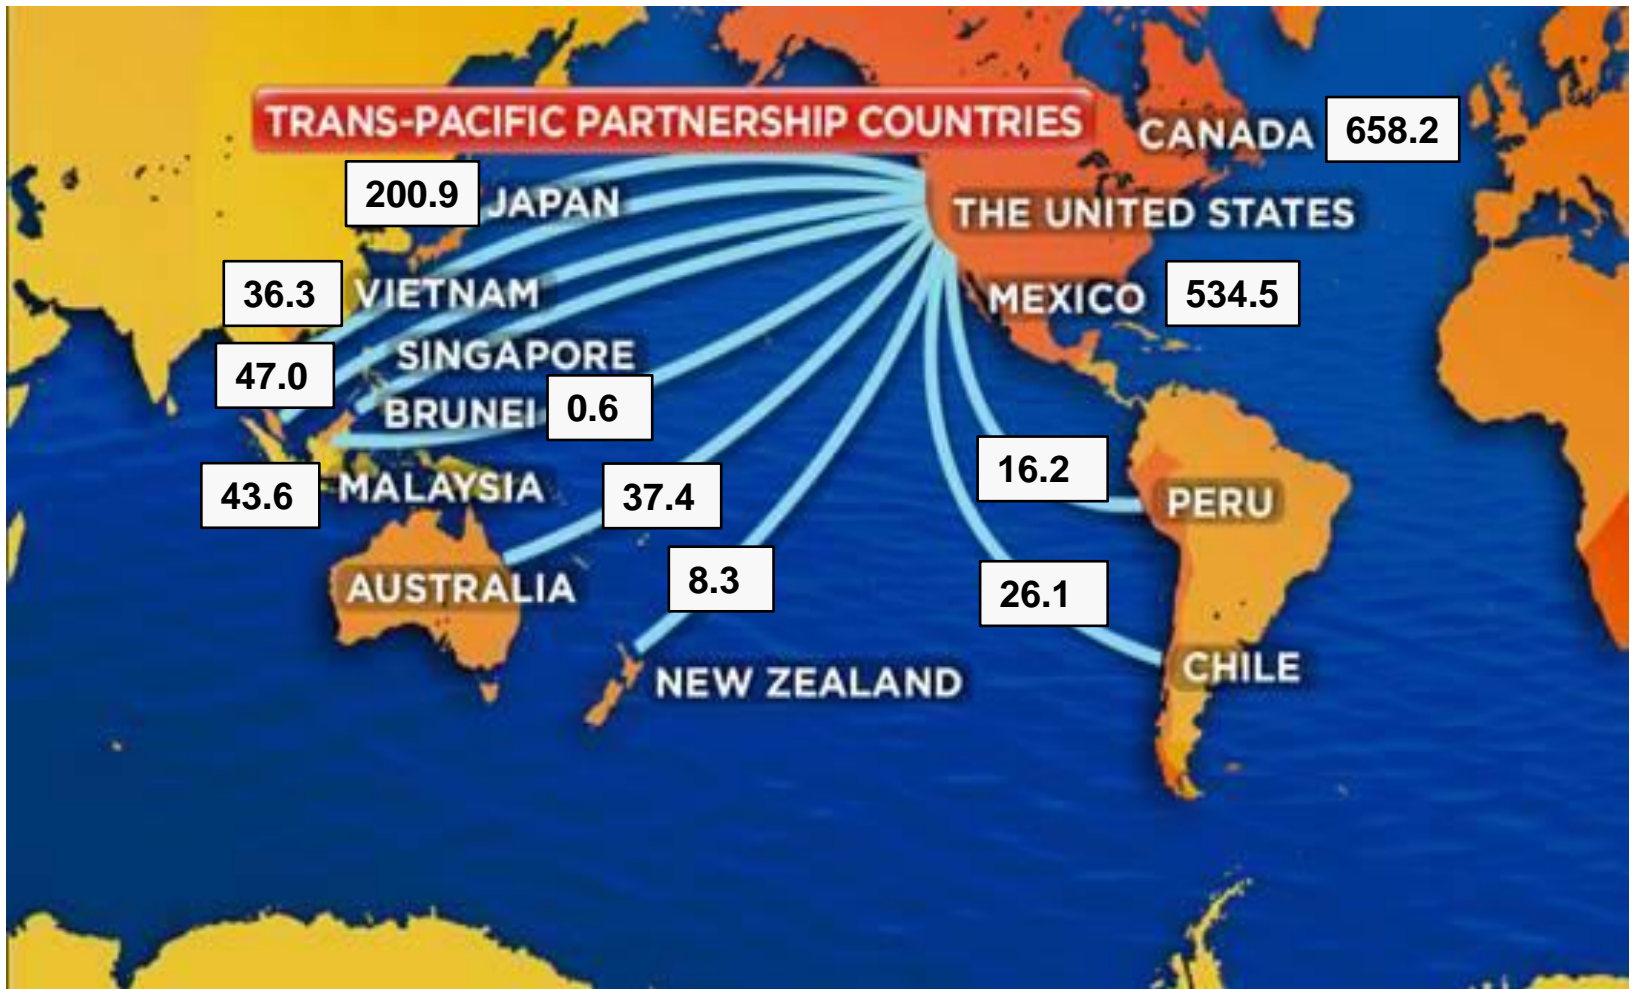 TRANS-PACIFIC PARTNERSHIP COUNTRIES
CANADA 658.2
200.9 JAPAN
THE UNITED STATES
36.3 VIETNAM
MEXICO 534.5
47.0 SINGAPORE
BRUNEI 0.6
43.6 MALAYSIA
37.4
16.2
PERU
AUSTRALIA
8.3
26.1
CHILE
NEW ZEALAND